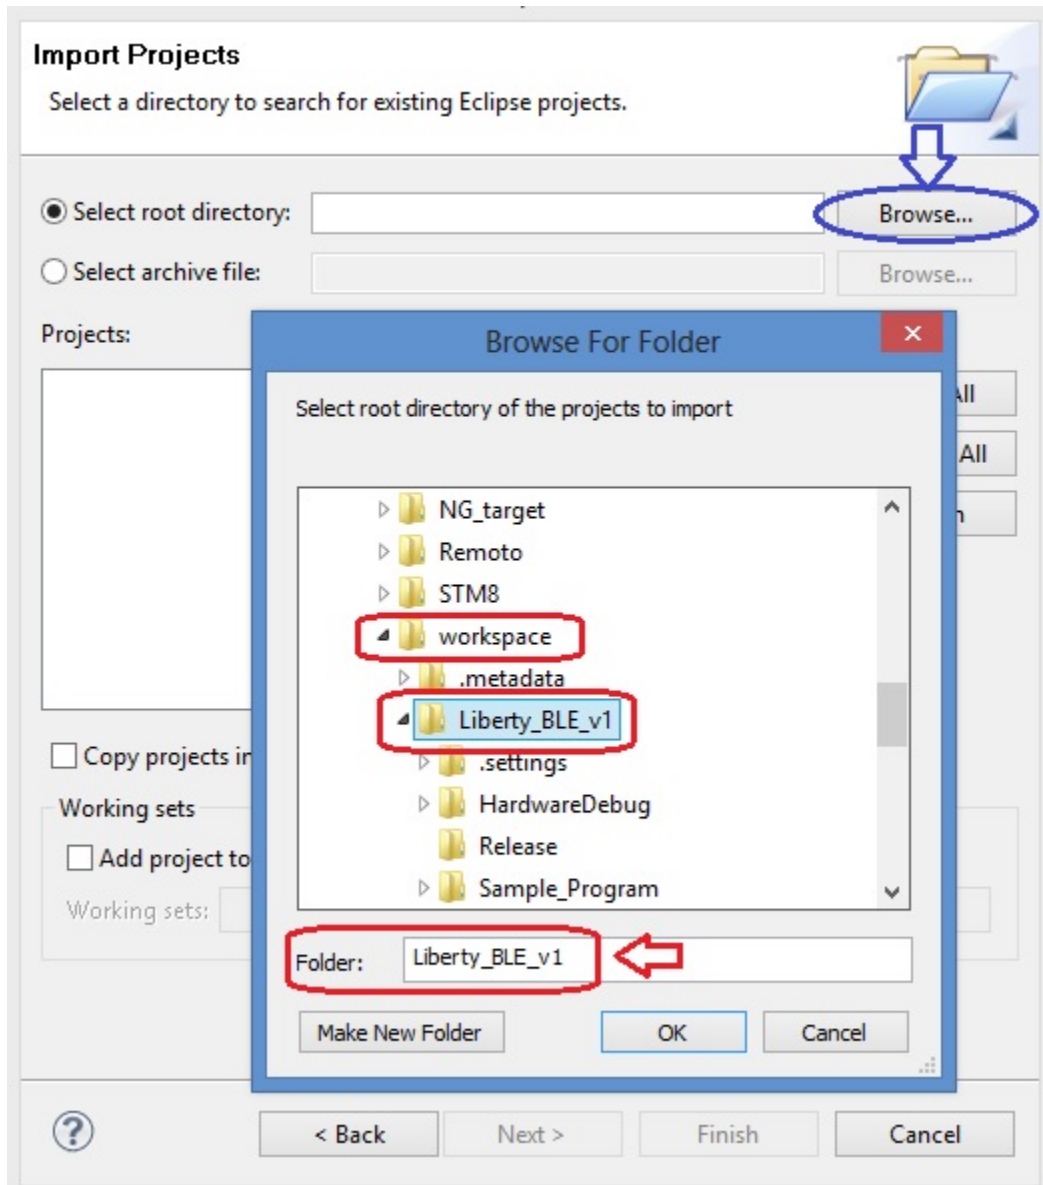 Import Projects
Select a directory to search for existing Eclipse projects.
Select root directory:
Browse...
Select archive file:
Browse...
Projects:
Browse For Folder
Select root directory of the projects to import
All
All
NG_target
Remoto
STM8
workspace
.metadata
Liberty_BLE_v1
.settings
HardwareDebug
Release
Sample_Program
Copy projects in
Working sets
Add project to
Working sets:
Folder: Liberty_BLE_v1
Make New Folder
OK
Cancel
< Back
Next >
Finish
Cancel